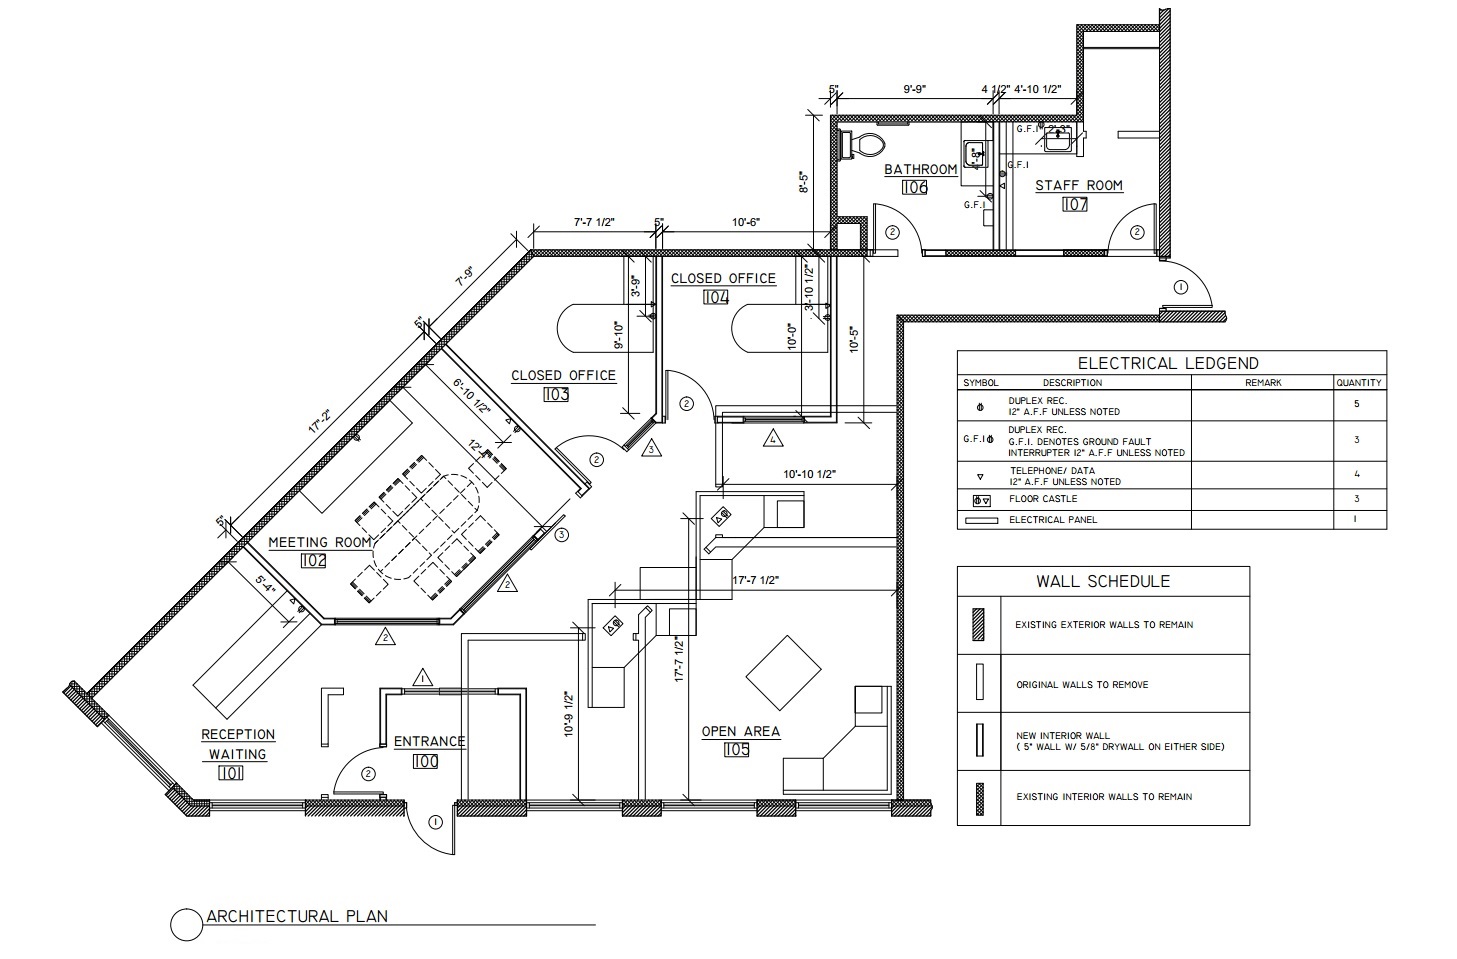 5" 9'-9" 4 1/2" 4'-10 1/2"
G.F.I 2'-3"
8'-5"
BATHROOM
106
4'-8"
G.F.I
G.F.I
STAFF ROOM
107
2
2
1
7'-7 1/2" 5" 10'-6"
7'-9"
5"
17'-2"
5"
3'-9"
9'-10"
CLOSED OFFICE
104
3'-10 1/2"
10'-0"
10'-5"
CLOSED OFFICE
103
2
3
4
2
6'-10 1/2"
10'-10 1/2"
MEETING ROOM
102
3
2
5'-4"
2
17'-7 1/2"
17'-7 1/2"
10'-9 1/2"
1
RECEPTION
WAITING
101
ENTRANCE
100
2
1
OPEN AREA
105
ELECTRICAL LEDGEND
SYMBOL DESCRIPTION REMARK QUANTITY
DUPLEX REC.
12" A.F.F UNLESS NOTED
5
G.F.I
DUPLEX REC.
G.F.I. DENOTES GROUND FAULT
INTERRUPTER 12" A.F.F UNLESS NOTED
3
TELEPHONE/ DATA
12" A.F.F UNLESS NOTED
4
FLOOR CASTLE 3
ELECTRICAL PANEL 1
WALL SCHEDULE
EXISTING EXTERIOR WALLS TO REMAIN
ORIGINAL WALLS TO REMOVE
NEW INTERIOR WALL
( 5" WALL W/ 5/8" DRYWALL ON EITHER SIDE)
EXISTING INTERIOR WALLS TO REMAIN
ARCHITECTURAL PLAN